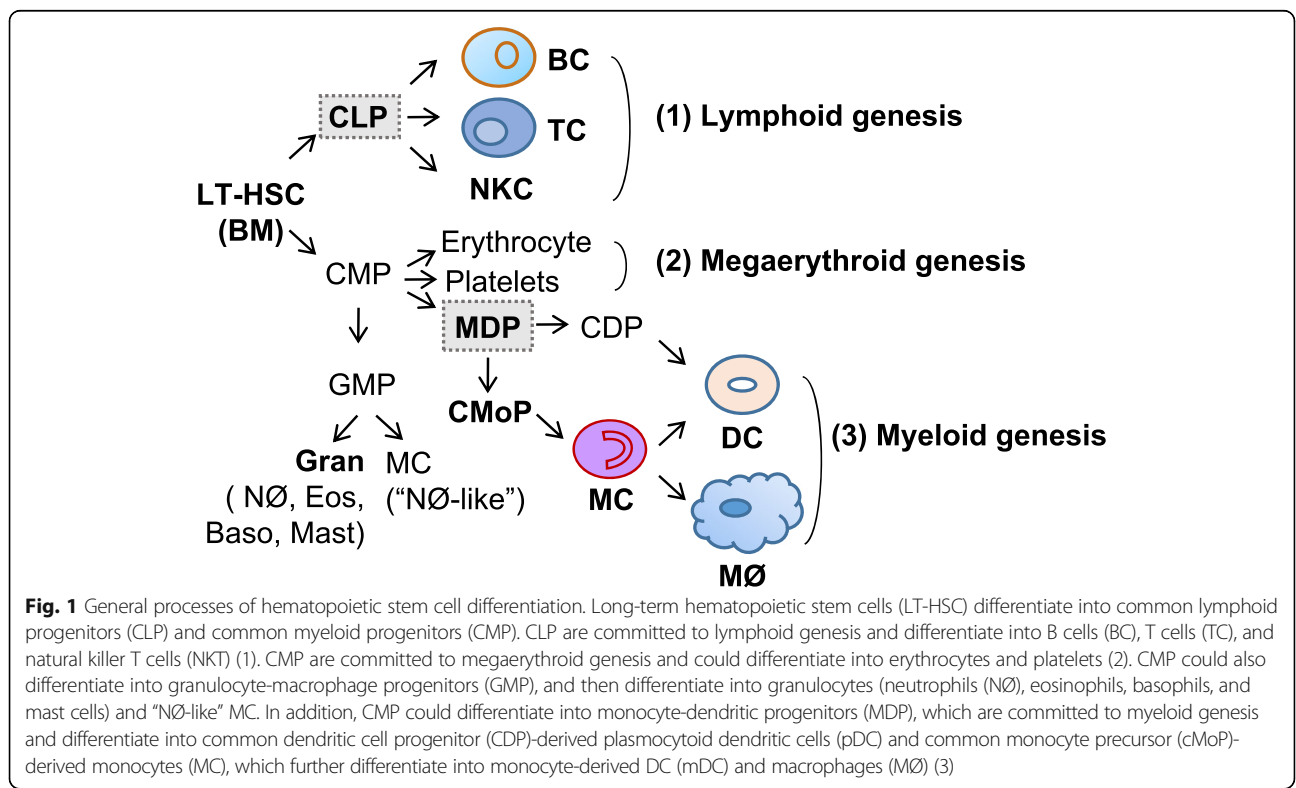 BC
CLP
(1) Lymphoid genesis
TC
LT-HSC
(BM)
NKC
Erythrocyte
CMP
Platelets
(2) Megaerythroid genesis
MDP
CDP
GMP
CMoP
DC
(3) Myeloid genesis
Gran
MC
( NØ, Eos,
(“NØ-like”)
Baso, Mast)
MC
MØ
Fig. 1 General processes of hematopoietic stem cell differentiation. Long-term hematopoietic stem cells (LT-HSC) differentiate into common lymphoid
progenitors (CLP) and common myeloid progenitors (CMP). CLP are committed to lymphoid genesis and differentiate into B cells (BC), T cells (TC), and
natural killer T cells (NKT) (1). CMP are committed to megaerythroid genesis and could differentiate into erythrocytes and platelets (2). CMP could also
differentiate into granulocyte-macrophage progenitors (GMP), and then differentiate into granulocytes (neutrophils (NØ), eosinophils, basophils, and
mast cells) and “NØ-like” MC. In addition, CMP could differentiate into monocyte-dendritic progenitors (MDP), which are committed to myeloid genesis
and differentiate into common dendritic cell progenitor (CDP)-derived plasmocytoid dendritic cells (pDC) and common monocyte precursor (cMoP)-
derived monocytes (MC), which further differentiate into monocyte-derived DC (mDC) and macrophages (MØ) (3)